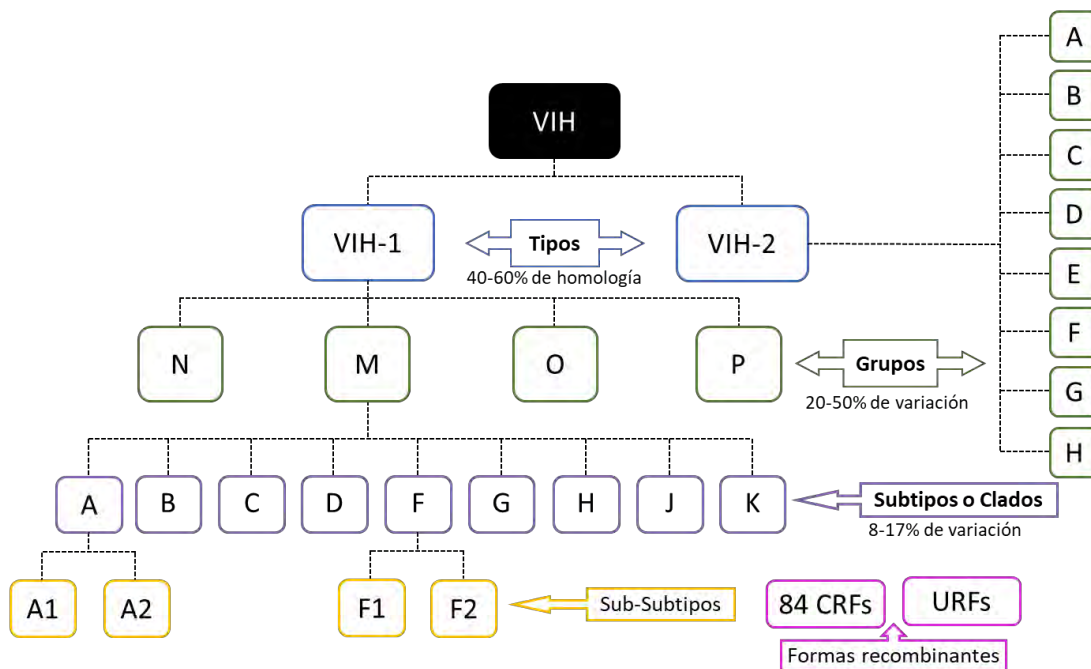 VIH
VIH-1
Tipos
VIH-2
40-60% de homología
N
M
O
P
Grupos
20-50% de variación
A
B
C
D
E
F
G
H
A
B
C
D
F
G
H
J
K
Subtipos o Clados
8-17% de variación
A1
A2
F1
F2
Sub-Subtipos
84 CRFs
URFs
Formas recombinantes